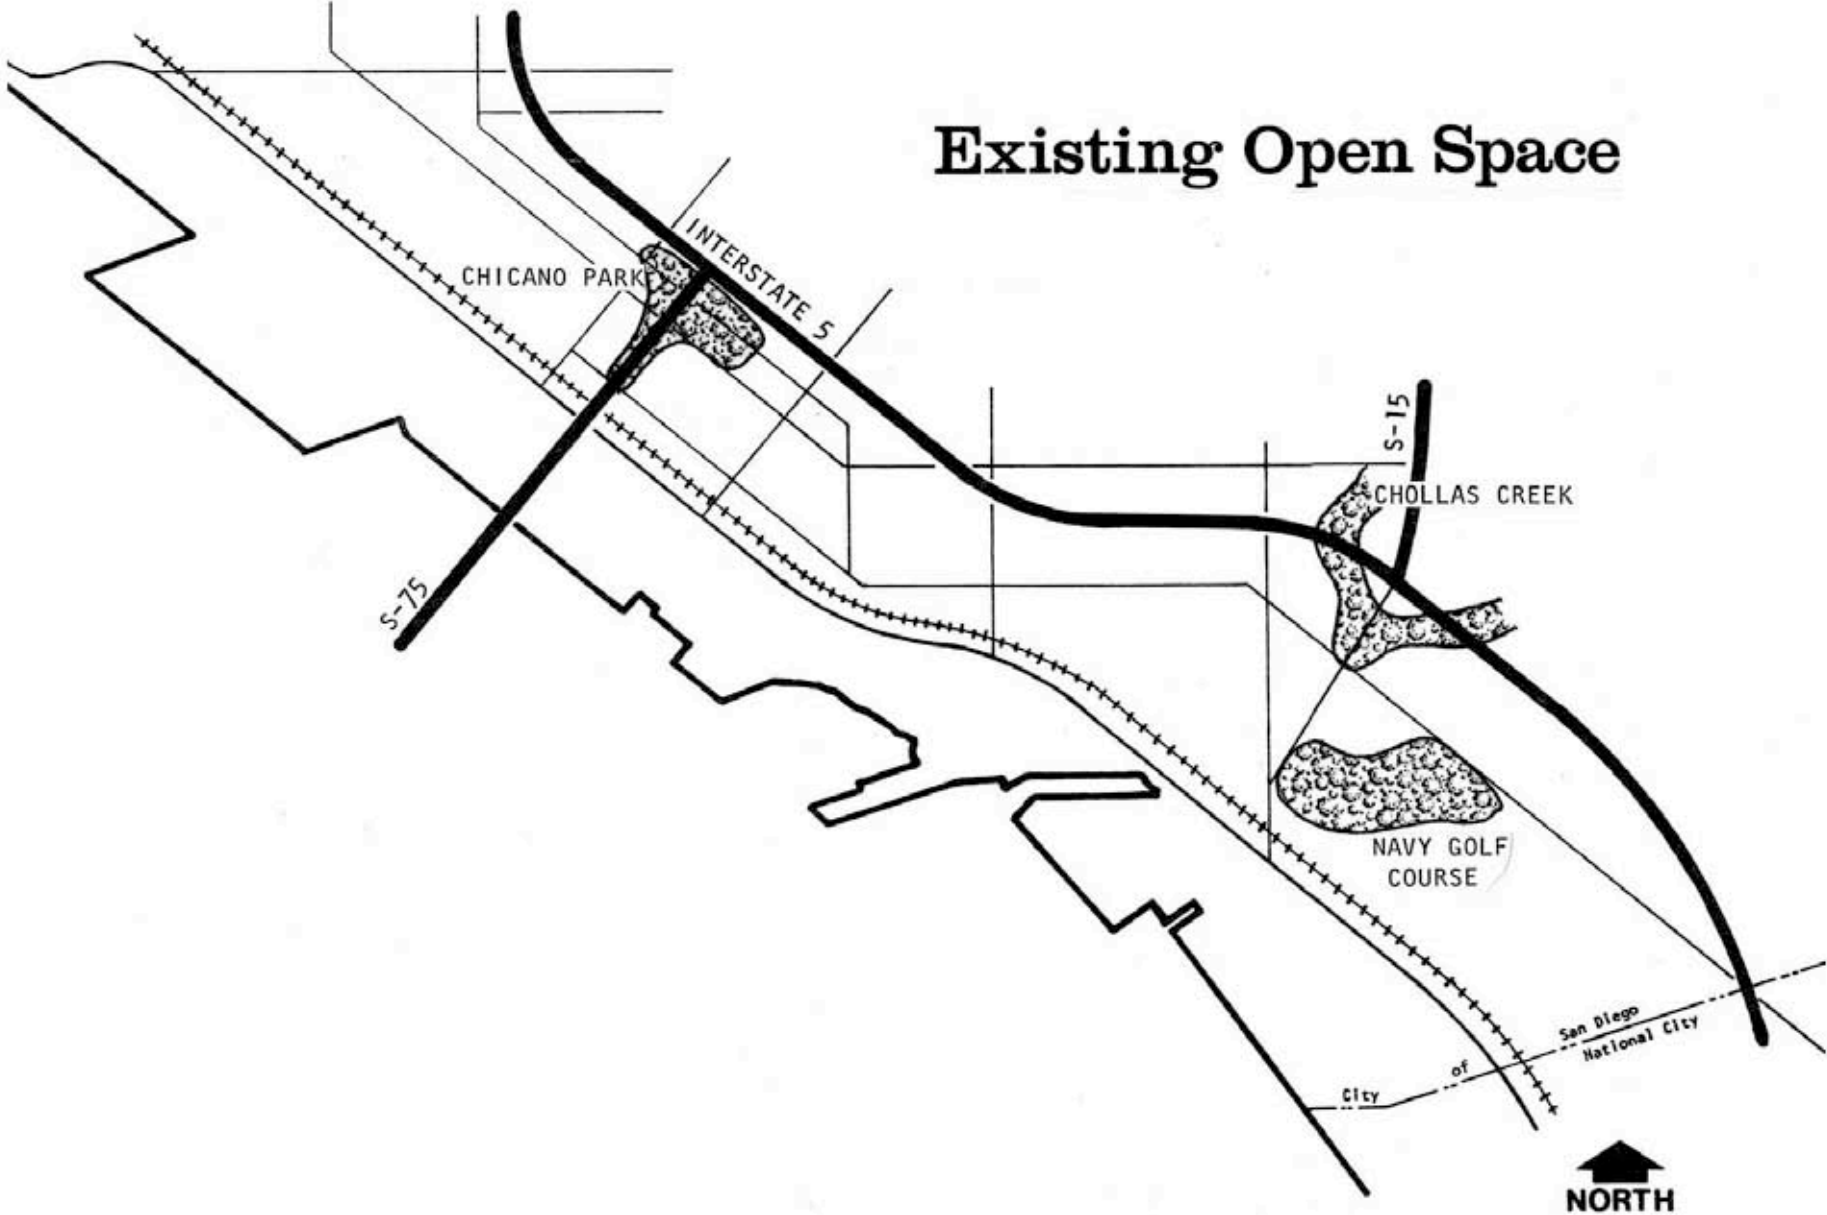 Existing Open Space
INTERSTATE 5
CHICANO PARK
S-15
CHOLLAS CREEK
S-75
NAVY GOLF
COURSE
San Diego
City of National City
NORTH